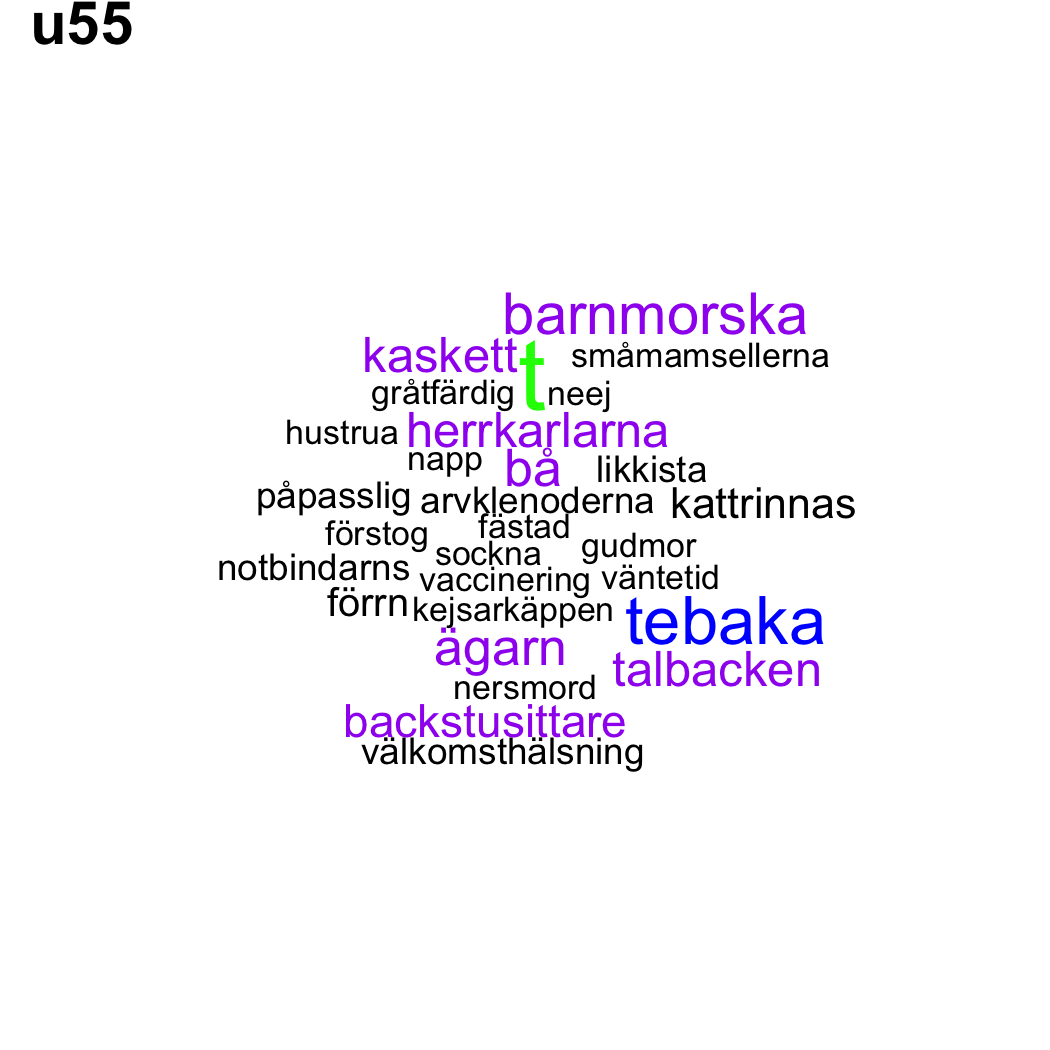 u55
barnmorska
kaskett t småmamsellerna
gråtfärdig neej
hustrua herrkarlarna
napp bå likkista
påpasslig arvklenoderna kattrinnas
förstog fästad
sockna gudmor
notbindarns vaccinering väntetid
förrn kejsarkäppen tebaka
ägarn talbacken
nersmord
backstusittare
välkomsthälsning